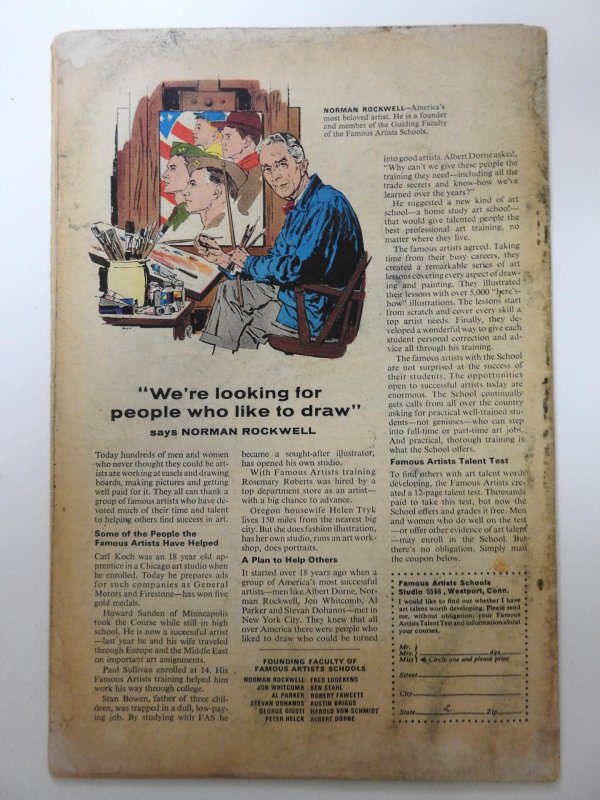 NORMAN ROCKWELL—America's
most beloved artist. He is a founder
and member of the Guiding Faculty
of the Famous Artists Schools.
"We're looking for
people who like to draw"
says NORMAN ROCKWELL
Today hundreds of men and women
who never thought they could be art-
ists are working at easels and drawing
boards, making pictures and getting
well paid for it. They all can thank a
group of famous artists who have de-
voted much of their time and talent
to helping others find success in art.
Some of the People the
Famous Artists Have Helped
Carl Koch was an 18 year old ap-
prentice in a Chicago art studio when
he enrolled. Today he prepares ads
for such companies as General
Motors and Firestone—has won five
gold medals.
Howard Sanden of Minneapolis
took the Course while still in high
school. He is now a successful artist
—last year he and his wife traveled
through Europe and the Middle East
on important art assignments.
Paul Sullivan enrolled at 14. His
Famous Artists training helped him
work his way through college.
Stan Bowen, father of three chil-
dren, was trapped in a dull, low-pay-
ing job. By studying with FAS he
became a sought-after illustrator,
has opened his own studio.
With Famous Artists training
Rosemary Roberts was hired by a
top department store as an artist—
with a big chance to advance.
Oregon housewife Helen Tryk
lives 150 miles from the nearest big
city. But she does fashion illustration,
has her own studio, runs an art work-
shop, does portraits.
A Plan to Help Others
It started over 18 years ago when a
group of America's most successful
artists—men like Albert Dorne, Nor-
man Rockwell, Jon Whitcomb, Al
Parker and Stevan Dohanos—met in
New York City. They knew that all
over America there were people who
liked to draw who could be turned
FOUNDING FACULTY OF
FAMOUS ARTISTS SCHOOLS
NORMAN ROCKWELL FRED LUDEKENS
JON WHITCOMB BEN STAHL
AL PARKER ROBERT FAWCETT
STEVAN DOHANOS AUSTIN BRIGGS
GEORGE GIUSTI HAROLD VON SCHMIDT
PETER HELCK ALBERT DORNE
into good artists. Albert Dorne asked,
"Why can't we give these people the
training they need—including all the
trade secrets and know-how we've
learned over the years?"
He suggested a new kind of art
school—a home study art school—
that would give talented people the
best professional art training, no
matter where they live.
The famous artists agreed. Taking
time from their busy careers, they
created a remarkable series of art
lessons covering every aspect of draw-
ing and painting. They illustrated
their lessons with over 5,000 "here's-
how" illustrations. The lessons start
from scratch and cover every skill a
top artist needs. Finally, they de-
veloped a wonderful way to give each
student personal correction and ad-
vice all through his training.
The famous artists with the School
are not surprised at the success of
their students. The opportunities
open to successful artists today are
enormous. The School continually
gets calls from all over the country
asking for practical well-trained stu-
dents—not geniuses—who can step
into full-time or part-time art jobs.
And practical, thorough training is
what the School offers.
Famous Artists Talent Test
To find others with art talent worth
developing, the Famous Artists cre-
ated a 12-page talent test. Thousands
paid to take this test, but now the
School offers and grades it free. Men
and women who do well on the test
—or offer other evidence of art talent
—may enroll in the School. But
there's no obligation. Simply mail
the coupon below.
Famous Artists Schools
Studio 5546, Westport, Conn.
I would like to find out whether I have
art talent worth developing. Please send
me, without obligation, your Famous
Artists Talent Test and information about
your courses.
Mr.
Mrs. Age
Miss Circle one and please print
Street
City
State Zip